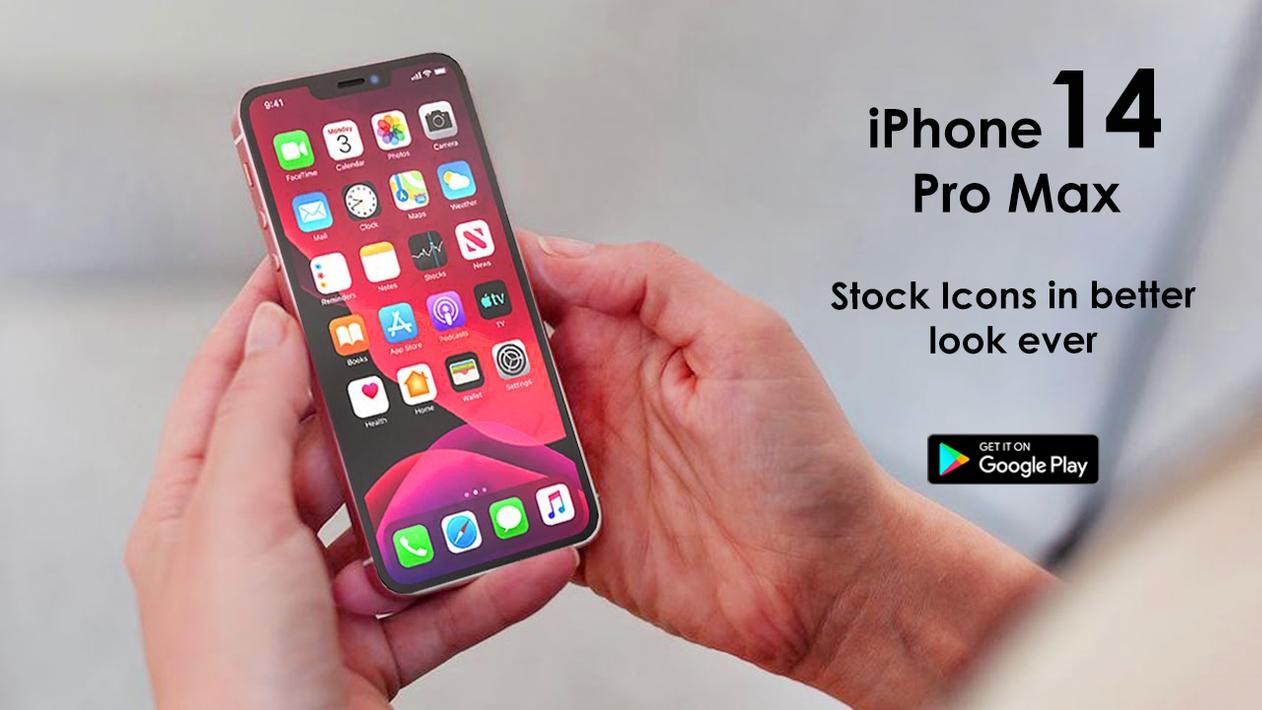 9:41
FaceTime
Monday
3
Calendar
Photos
Camera
Mail
Clock
Maps
Weather
Reminders
Notes
Stocks
News
Books
App Store
Podcasts
tv
TV
Health
Home
Wallet
Settings
iPhone 14
Pro Max
Stock Icons in better
look ever
GET IT ON
Google Play